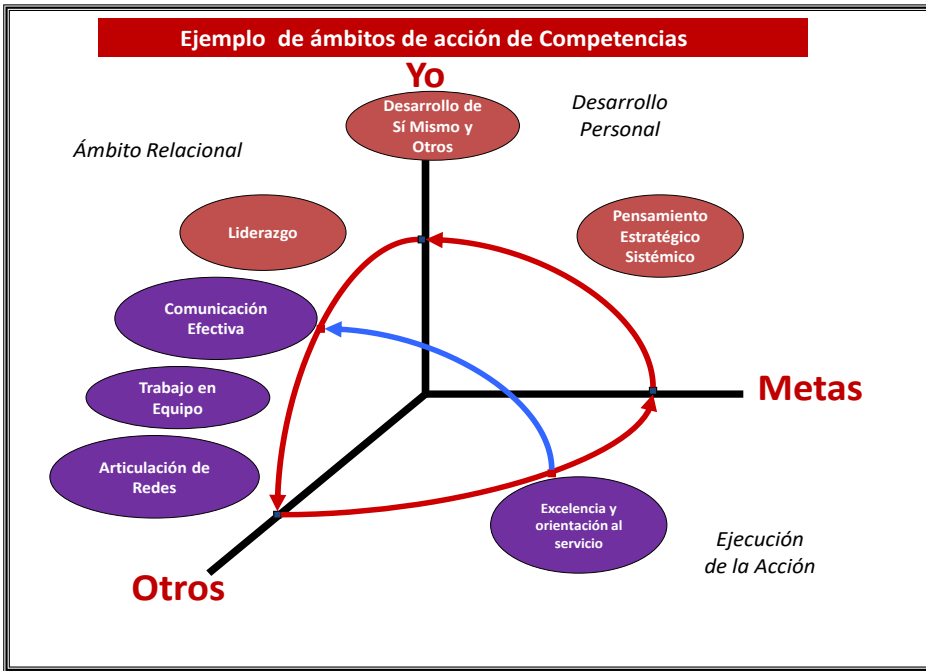 Ejemplo de ámbitos de acción de Competencias
Yo
Desarrollo de
Sí Mismo y
Otros
Desarrollo
Personal
Ámbito Relacional
Liderazgo
Pensamiento
Estratégico
Sistémico
Comunicación
Efectiva
Trabajo en
Equipo
Metas
Articulación de
Redes
Excelencia y
orientación al
servicio
Ejecución
de la Acción
Otros